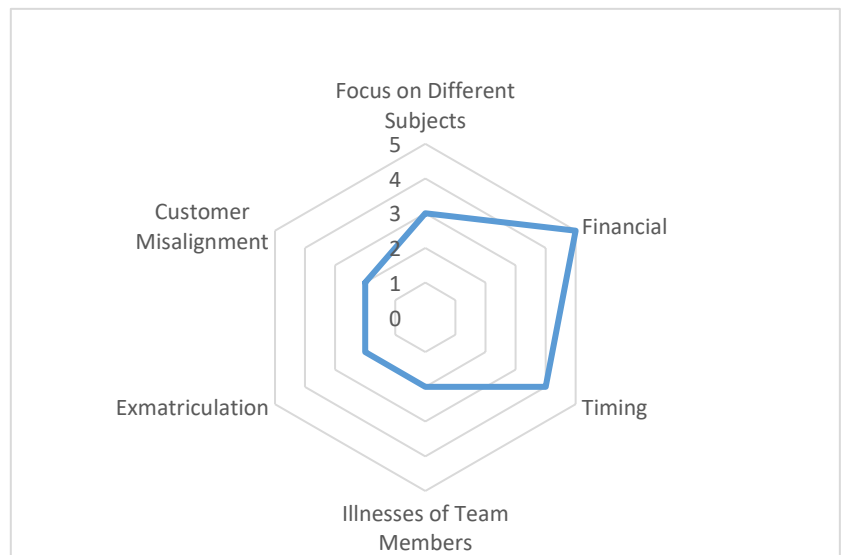 Focus on Different
Subjects
5
4
3
2
1
0
Customer
Misalignment
Financial
Exmatriculation
Timing
Illnesses of Team
Members